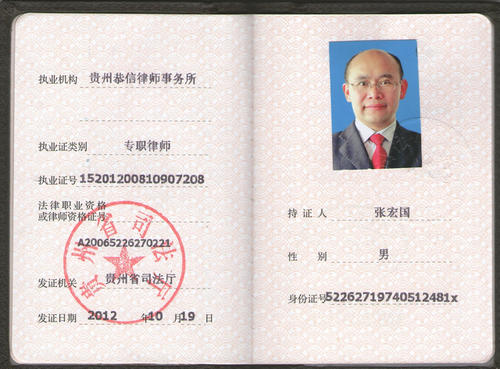 执业机构 贵州恭信律师事务所
执业证类别 专职律师
执业证号 15201200810907208
法律职业资格
或律师资格证号
A20065226270221
发证机关 贵州省司法厅
发证日期 2012 年 10 月 19 日
贵州省司法厅
持证人 张宏国
性别 男
身份证号 52262719740512481x